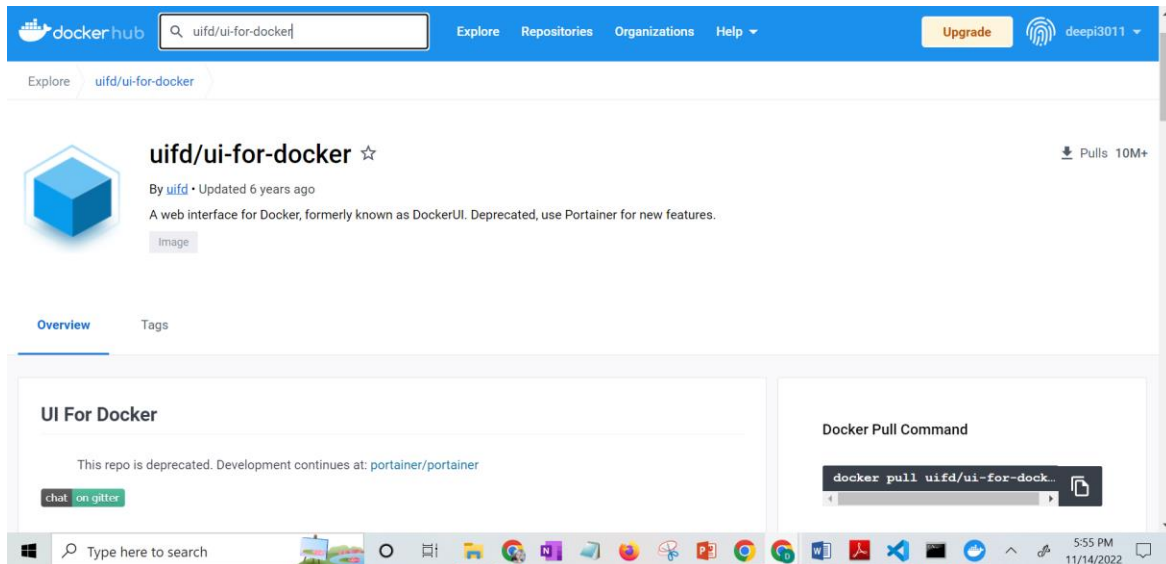 dockerhub uifd/ui-for-docker Explore Repositories Organizations Help Upgrade deepi3011
Explore uifd/ui-for-docker
uifd/ui-for-docker
Pulls 10M+
By uifd • Updated 6 years ago
A web interface for Docker, formerly known as DockerUI. Deprecated, use Portainer for new features.
Image
Overview Tags
UI For Docker
This repo is deprecated. Development continues at: portainer/portainer
chat on gitter
Docker Pull Command
docker pull uifd/ui-for-dock…
Type here to search
5:55 PM
11/14/2022